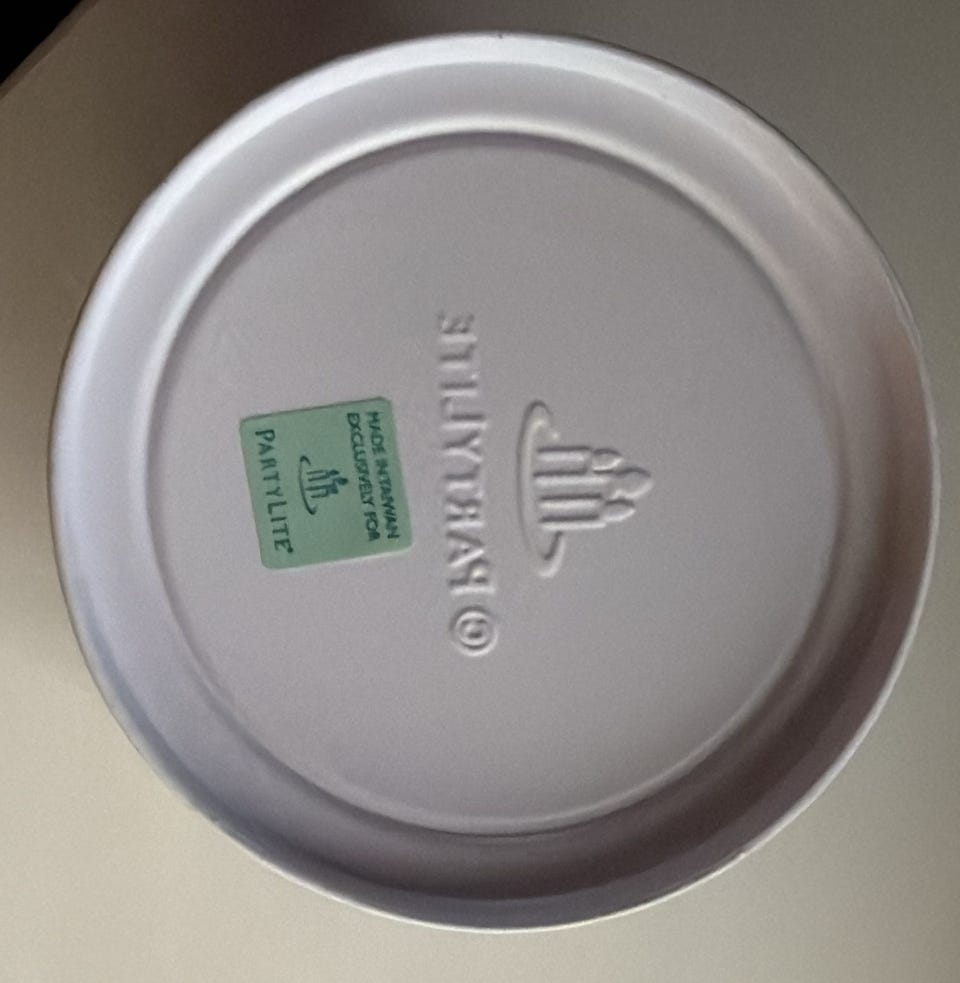 PARTYLITE ©
MADE IN TAIWAN
EXCLUSIVELY FOR
PARTYLITE®